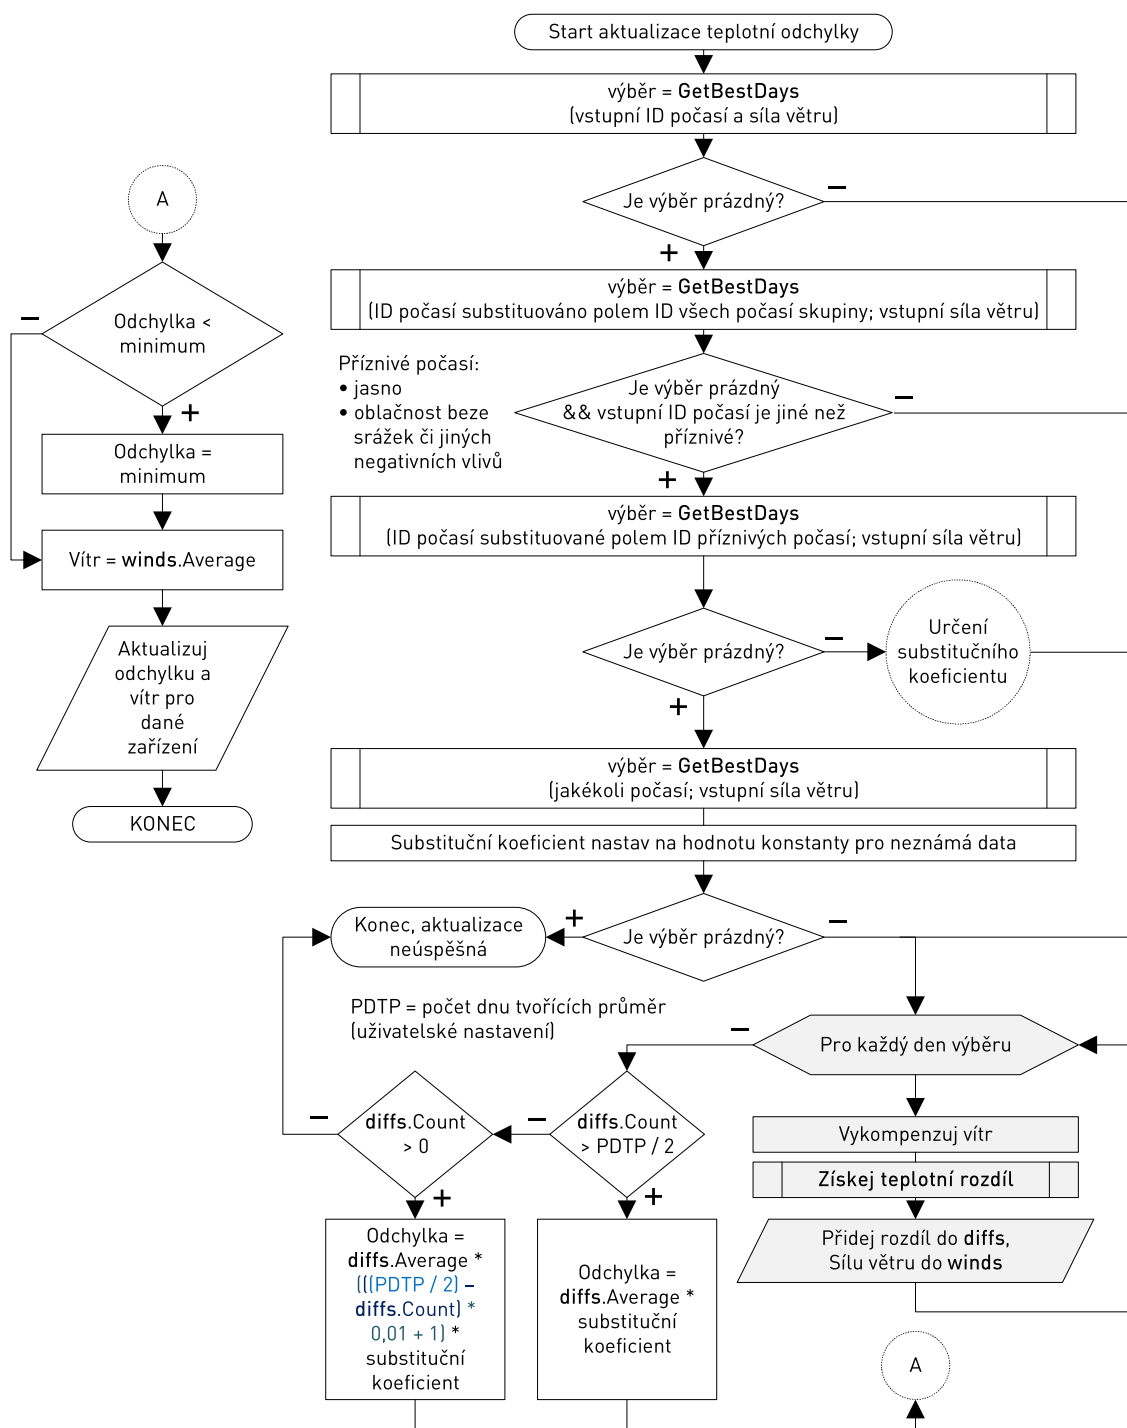 Start aktualizace teplotní odchylky
výběr = GetBestDays
(vstupní ID počasí a síla větru)
Je výběr prázdný?
–
+
výběr = GetBestDays
(ID počasí substituováno polem ID všech počasí skupiny; vstupní síla větru)
Příznivé počasí:
• jasno
• oblačnost beze
srážek či jiných
negativních vlivů
Je výběr prázdný
&& vstupní ID počasí je jiné než
příznivé?
–
+
výběr = GetBestDays
(ID počasí substituované polem ID příznivých počasí; vstupní síla větru)
Je výběr prázdný?
–
+
Určení
substitučního
koeficientu
výběr = GetBestDays
(jakékoli počasí; vstupní síla větru)
Substituční koeficient nastav na hodnotu konstanty pro neznámá data
Je výběr prázdný?
+
–
Konec, aktualizace
neúspěšná
PDTP = počet dnu tvořících průměr
(uživatelské nastavení)
–
Pro každý den výběru
Vykompenzuj vítr
Získej teplotní rozdíl
Přidej rozdíl do diffs,
Sílu větru do winds
diffs.Count
> PDTP / 2
–
+
diffs.Count
> 0
–
+
Odchylka =
diffs.Average *
(((PDTP / 2) –
diffs.Count) *
0,01 + 1) *
substituční
koeficient
Odchylka =
diffs.Average *
substituční
koeficient
A
A
Odchylka <
minimum
–
+
Odchylka =
minimum
Vítr = winds.Average
Aktualizuj
odchylku a
vítr pro
dané
zařízení
KONEC